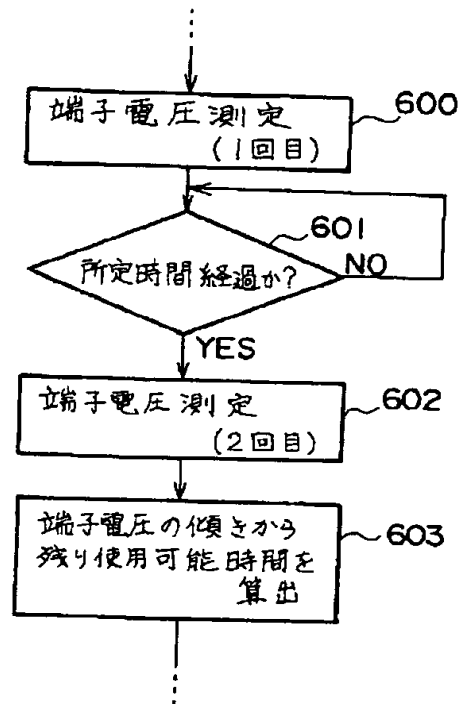 端子電圧測定
(1回目)
600
601
所定時間経過か?
NO
YES
端子電圧測定
(2回目)
602
端子電圧の傾きから
残り使用可能時間を
算出
603